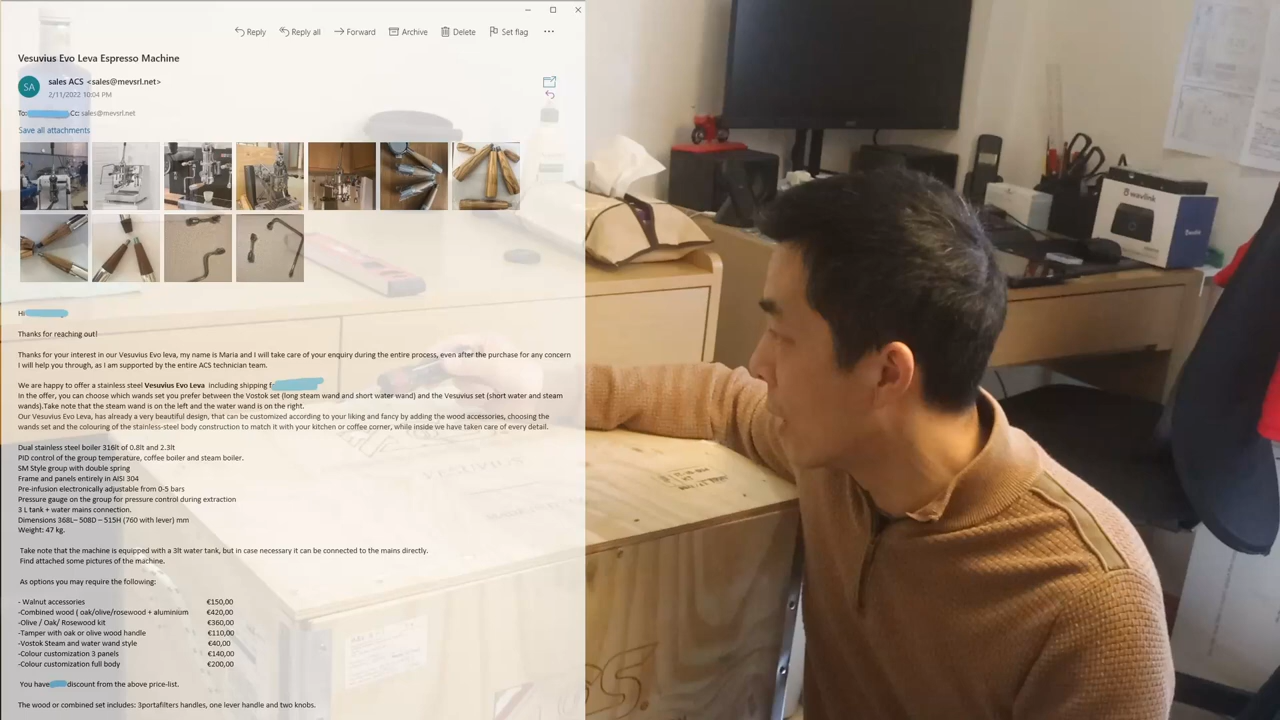 Reply
Reply all
Forward
Archive
Delete
Set flag
Vesuvius Evo Leva Espresso Machine
SA
sales ACS <sales@mevsrl.net>
2/11/2022 10:04 PM
To: Cc: sales@mevsrl.net
Save all attachments
Hi
Thanks for reaching out!
Thanks for your interest in our Vesuvius Evo leva, my name is Maria and I will take care of your enquiry during the entire process, even after the purchase for any concern
I will help you through, as I am supported by the entire ACS technician team.
We are happy to offer a stainless steel Vesuvius Evo Leva including shipping f
In the offer, you can choose which wands set you prefer between the Vostok set (long steam wand and short water wand) and the Vesuvius set (short water and steam
wands).Take note that the steam wand is on the left and the water wand is on the right.
Our Vesuvius Evo Leva, has already a very beautiful design, that can be customized according to your liking and fancy by adding the wood accessories, choosing the
wands set and the colouring of the stainless-steel body construction to match it with your kitchen or coffee corner, while inside we have taken care of every detail.
Dual stainless steel boiler 316lt of 0.8lt and 2.3lt
PID control of the group temperature, coffee boiler and steam boiler.
SM Style group with double spring
Frame and panels entirely in AISI 304
Pre-infusion electronically adjustable from 0-5 bars
Pressure gauge on the group for pressure control during extraction
3 L tank + water mains connection.
Dimensions 368L– 508D – 515H (760 with lever) mm
Weight: 47 kg.
Take note that the machine is equipped with a 3lt water tank, but in case necessary it can be connected to the mains directly.
Find attached some pictures of the machine.
As options you may require the following:
- Walnut accessories €150,00
-Combined wood ( oak/olive/rosewood + aluminium €420,00
-Olive / Oak/ Rosewood kit €360,00
-Tamper with oak or olive wood handle €110,00
-Vostok Steam and water wand style €40,00
-Colour customization 3 panels €140,00
-Colour customization full body €200,00
You have discount from the above price-list.
The wood or combined set includes: 3portafilters handles, one lever handle and two knobs.
wavlink